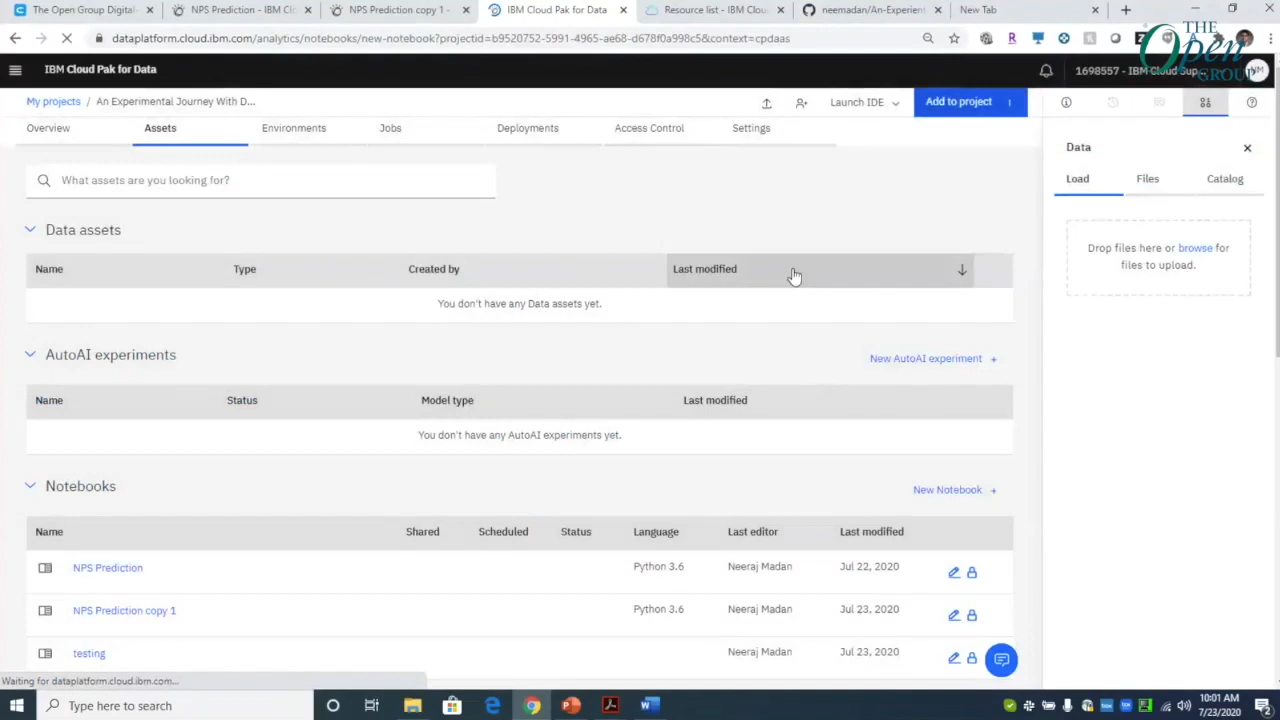 The Open Group Digital
NPS Prediction - IBM Cl
NPS Prediction copy 1 -
IBM Cloud Pak for Data
Resource list - IBM Clou
neemadan/An-Experient
New Tab
dataplatform.cloud.ibm.com/analytics/notebooks/new-notebook?projectid=b9520752-5991-4965-ae68-d678f0a998c5&context=cpdaas
THE
Open
GROUP
IBM Cloud Pak for Data
1698557 - IBM Cloud Sup...
My projects / An Experimental Journey With D...
Launch IDE
Add to project
Overview
Assets
Environments
Jobs
Deployments
Access Control
Settings
Data
Load
Files
Catalog
Drop files here or browse for
files to upload.
What assets are you looking for?
Data assets
Name Type Created by Last modified
You don't have any Data assets yet.
AutoAI experiments
New AutoAI experiment +
Name Status Model type Last modified
You don't have any AutoAI experiments yet.
Notebooks
New Notebook +
Name Shared Scheduled Status Language Last editor Last modified
NPS Prediction Python 3.6 Neeraj Madan Jul 22, 2020
NPS Prediction copy 1 Python 3.6 Neeraj Madan Jul 23, 2020
testing Neeraj Madan Jul 23, 2020
Waiting for dataplatform.cloud.ibm.com...
Type here to search
10:01 AM
7/23/2020